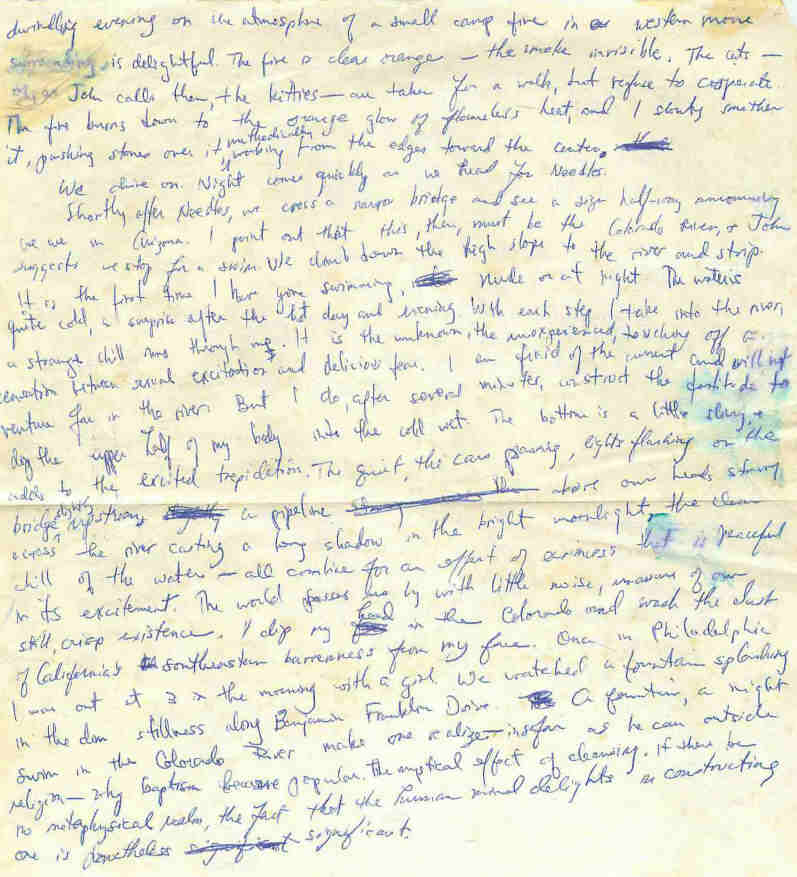 dwindling evening on the atmosphere of a small camp fire in western movie
surrounding is delightful. The fire is clear orange — the smoke invisible. The cats —
or, as John calls them, the kitties — are taken for a walk, but refuse to cooperate.
The fire burns down to the orange glow of flameless heat, and I slowly smother
it, pushing stones over it, methodically working from the edges toward the center.
We drive on. Night comes quickly as we head for Needles.
Shortly after Needles, we cross a narrow bridge and see a sign half-way announcing
we are in Arizona. I point out that this, then, must be the Colorado River, & John
suggests we stop for a swim. We climb down the high slope to the river and strip.
It is the first time I have gone swimming, nude or at night. The water is
quite cold, a surprise after the hot day and evening. With each step I take into the river,
a strange chill runs through me. It is the unknown, the unexperienced, touching off a
sensation between sexual excitation and delicious fear. I am afraid of the current and will not
venture far in the river. But I do, after several minutes, construct the fortitude to
dog the upper half of my body into the cold wet. The bottom is a little slimy, &
adds to the excited trepidation. The quiet, the cars passing, lights flashing on the
bridge slightly upstream, a pipeline above our heads strung
across the river casting a long shadow in the bright moonlight, the clean
chill of the water — all combine for an effect of eeriness that is peaceful
in its excitement. The world passes us by with little noise, unaware of our
still, crisp existence. I dip my head in the Colorado and wash the dust
of California's southeastern barrenness from my face. Once in Philadelphia
I was out at 3 in the morning with a girl. We watched a fountain splashing
in the dim stillness along Benjamin Franklin Drive. A fountain, a night
swim in the Colorado River make one realize — insofar as he can outside
religion — why baptism became popular. The mystical effect of cleansing. If there be
no metaphysical realm, the fact that the human mind delights in constructing
one is nonetheless significant.